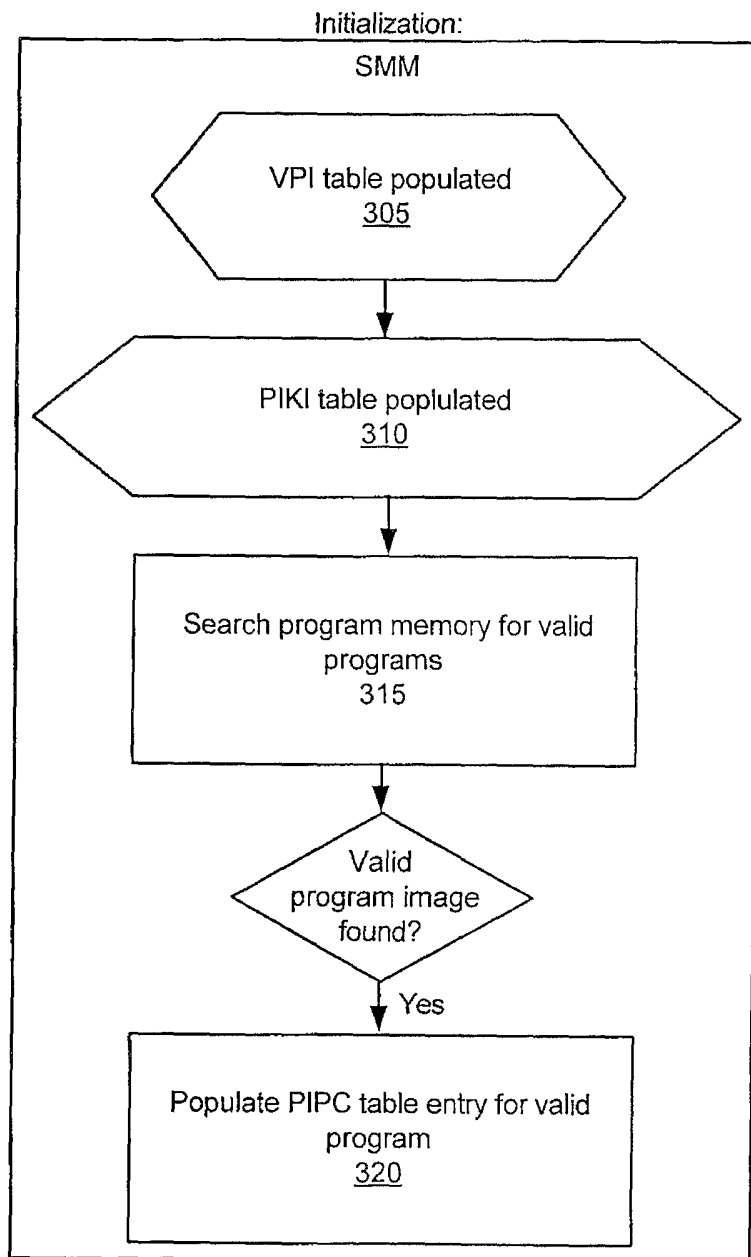 Initialization:
SMM
VPI table populated
305
PIKI table poplulated
310
Search program memory for valid
programs
315
Valid
program image
found?
Yes
Populate PIPC table entry for valid
program
320